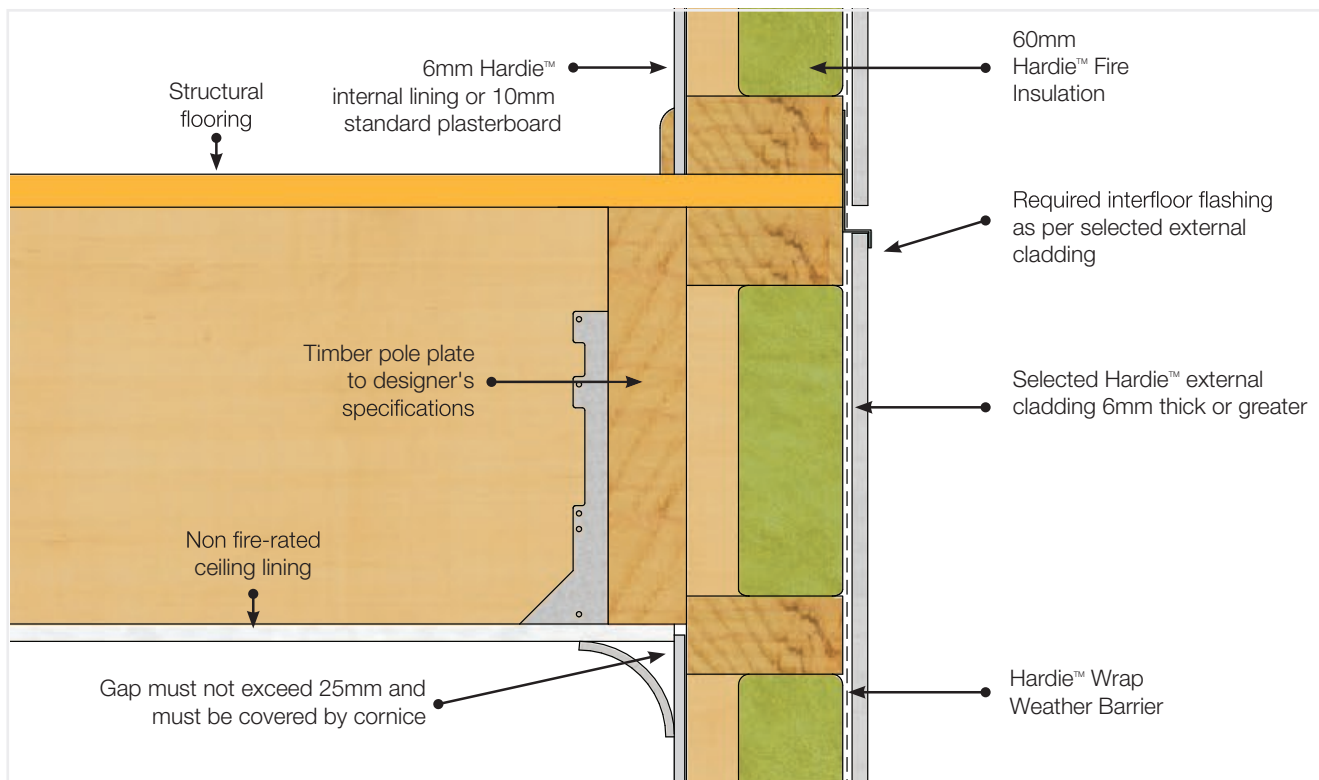 6mm Hardie™
internal lining or 10mm
standard plasterboard
60mm
Hardie™ Fire
Insulation
Structural
flooring
Required interfloor flashing
as per selected external
cladding
Timber pole plate
to designer's
specifications
Selected Hardie™ external
cladding 6mm thick or greater
Non fire-rated
ceiling lining
Gap must not exceed 25mm and
must be covered by cornice
Hardie™ Wrap
Weather Barrier